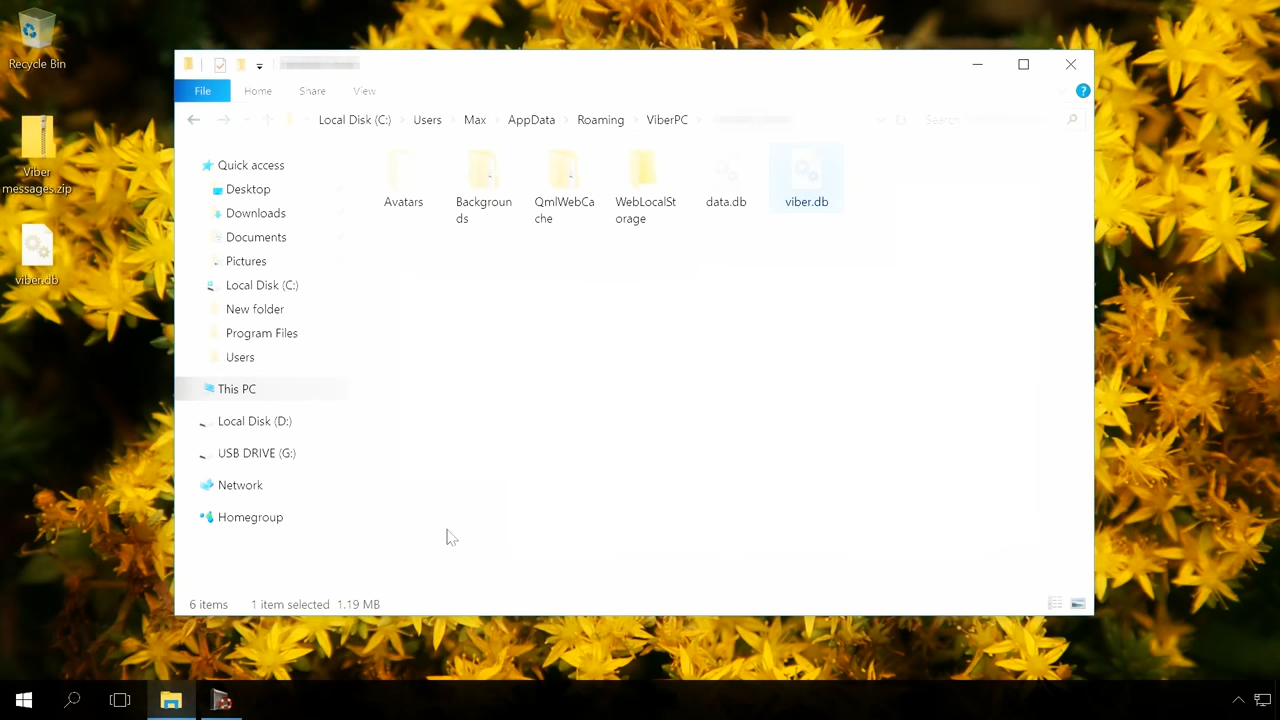 Recycle Bin
Viber
messages.zip
viber.db
File Home Share View
Local Disk (C:) Users Max AppData Roaming ViberPC
Search
Quick access
Desktop
Downloads
Documents
Pictures
Local Disk (C:)
New folder
Program Files
Users
This PC
Local Disk (D:)
USB DRIVE (G:)
Network
Homegroup
Avatars
Backgroun
ds
QmlWebCa
che
WebLocalSt
orage
data.db
viber.db
6 items 1 item selected 1.19 MB